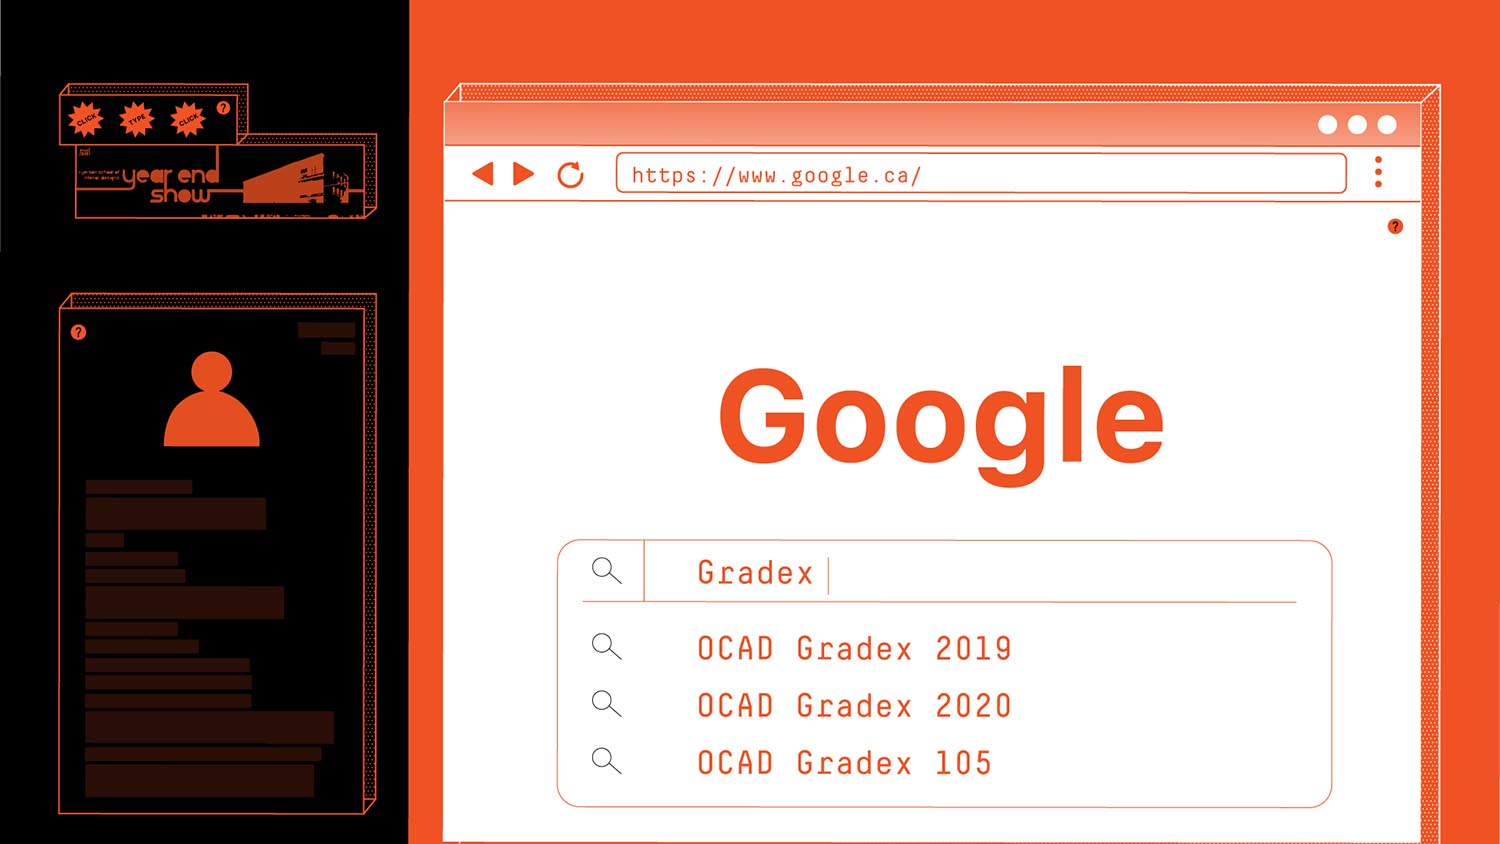 CLICK
TYPE
CLICK
?
year end
show
?
https://www.google.ca/
?
Google
Gradex
OCAD Gradex 2019
OCAD Gradex 2020
OCAD Gradex 105